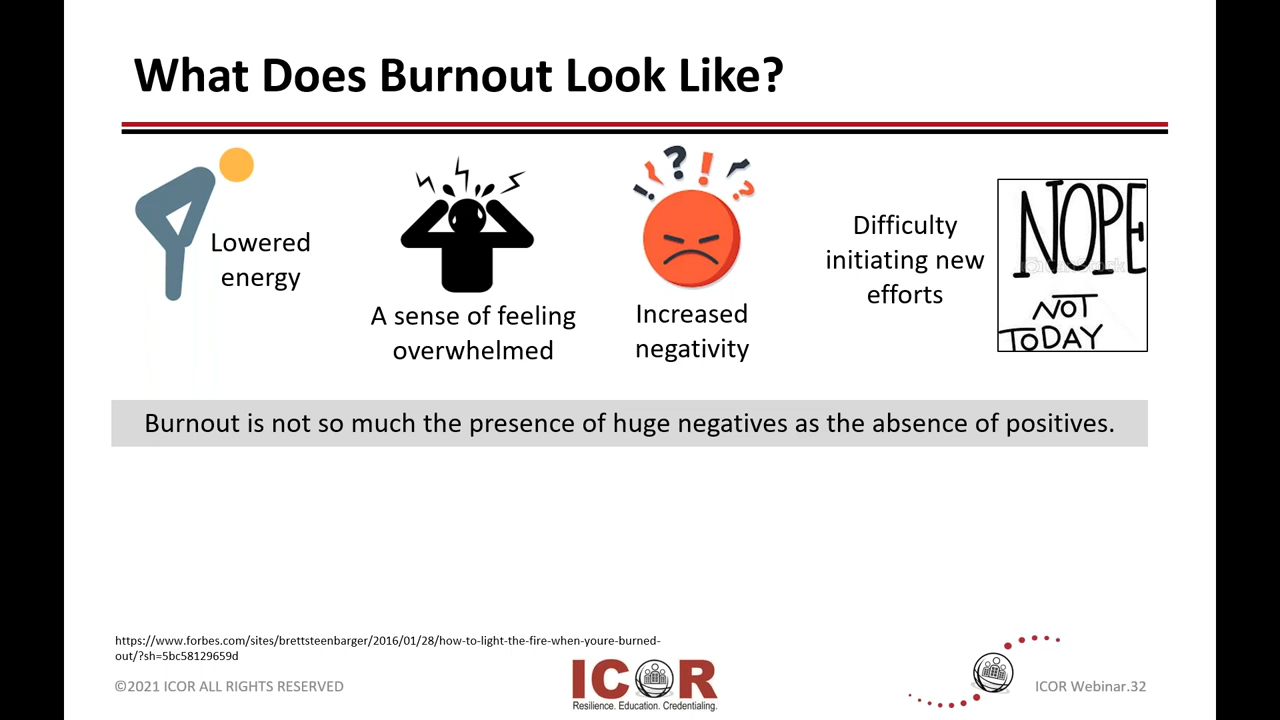 What Does Burnout Look Like?
Lowered
energy
A sense of feeling
overwhelmed
Increased
negativity
Difficulty
initiating new
efforts
NOPE
NOT
TODAY
Burnout is not so much the presence of huge negatives as the absence of positives.
https://www.forbes.com/sites/brettsteenbarger/2016/01/28/how-to-light-the-fire-when-youre-burned-
out/?sh=5bc58129659d
©2021 ICOR ALL RIGHTS RESERVED
ICOR
Resilience. Education. Credentialing.
ICOR Webinar.32